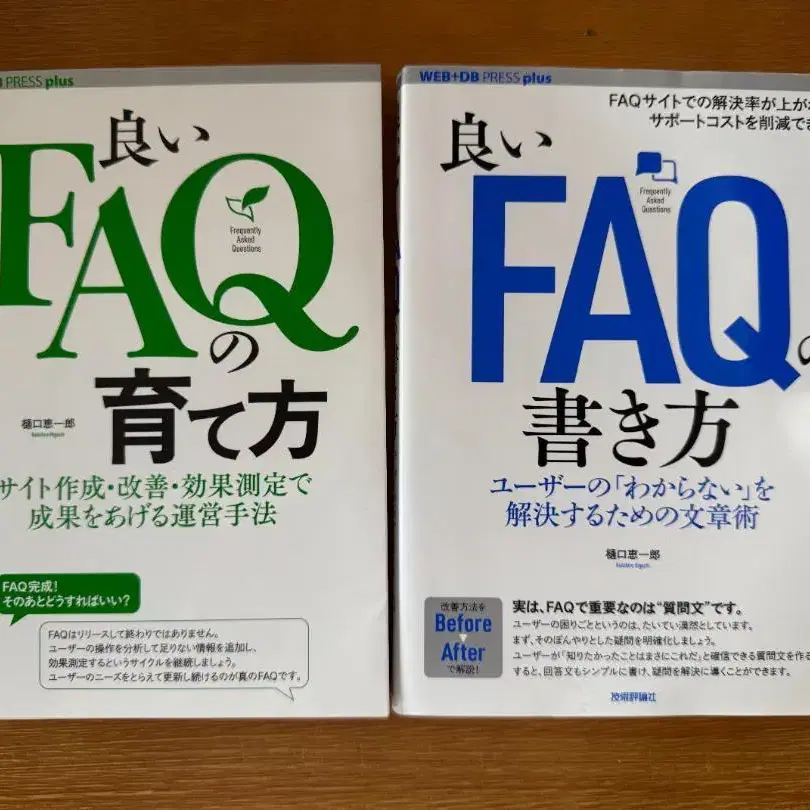 PRESS plus
良い
FAQの
Frequently
Asked
Questions
育て方
樋口恵一郎
サイト作成・改善・効果測定で
成果をあげる運営手法
FAQ完成！
そのあとどうすればいい？
FAQはリリースして終わりではありません。
ユーザーの操作を分析して足りない情報を追加し、
効果測定するというサイクルを継続しましょう。
ユーザーのニーズをとらえて更新し続けるのが真のFAQです。
WEB+DB PRESS plus
FAQサイトでの解決率が上がり
サポートコストを削減でき
良い
FAQの
Frequently
Asked
Questions
書き方
ユーザーの「わからない」を
解決するための文章術
樋口恵一郎
改善方法を
Before
After
で解説！
実は、FAQで重要なのは“質問文”です。
ユーザーの困りごとというのは、たいてい漠然としています。
まず、そのぼんやりとした疑問を明確化しましょう。
ユーザーが「知りたかったことはまさにこれだ」と確信できる質問文を作る
すると、回答文もシンプルに書け、疑問を解決に導くことができます。
技術評論社